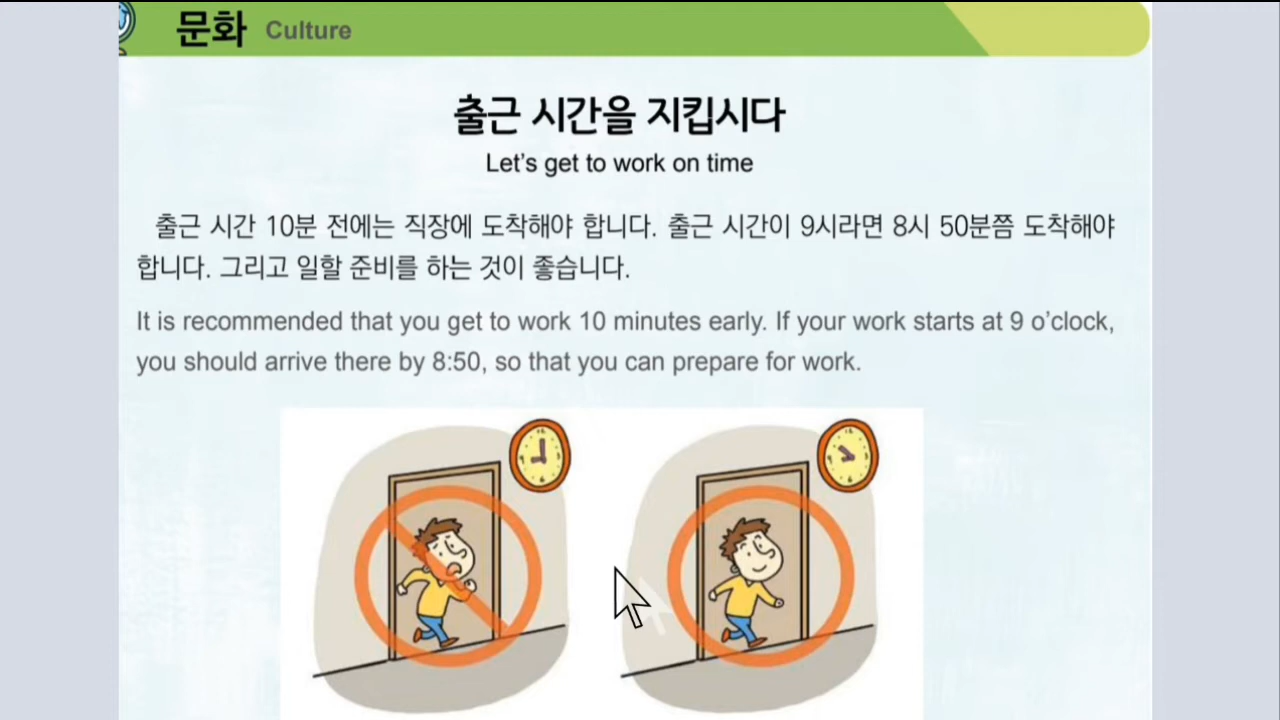 문화 Culture
출근 시간을 지킵시다
Let's get to work on time
출근 시간 10분 전에는 직장에 도착해야 합니다. 출근 시간이 9시라면 8시 50분쯤 도착해야
합니다. 그리고 일할 준비를 하는 것이 좋습니다.
It is recommended that you get to work 10 minutes early. If your work starts at 9 o'clock,
you should arrive there by 8:50, so that you can prepare for work.